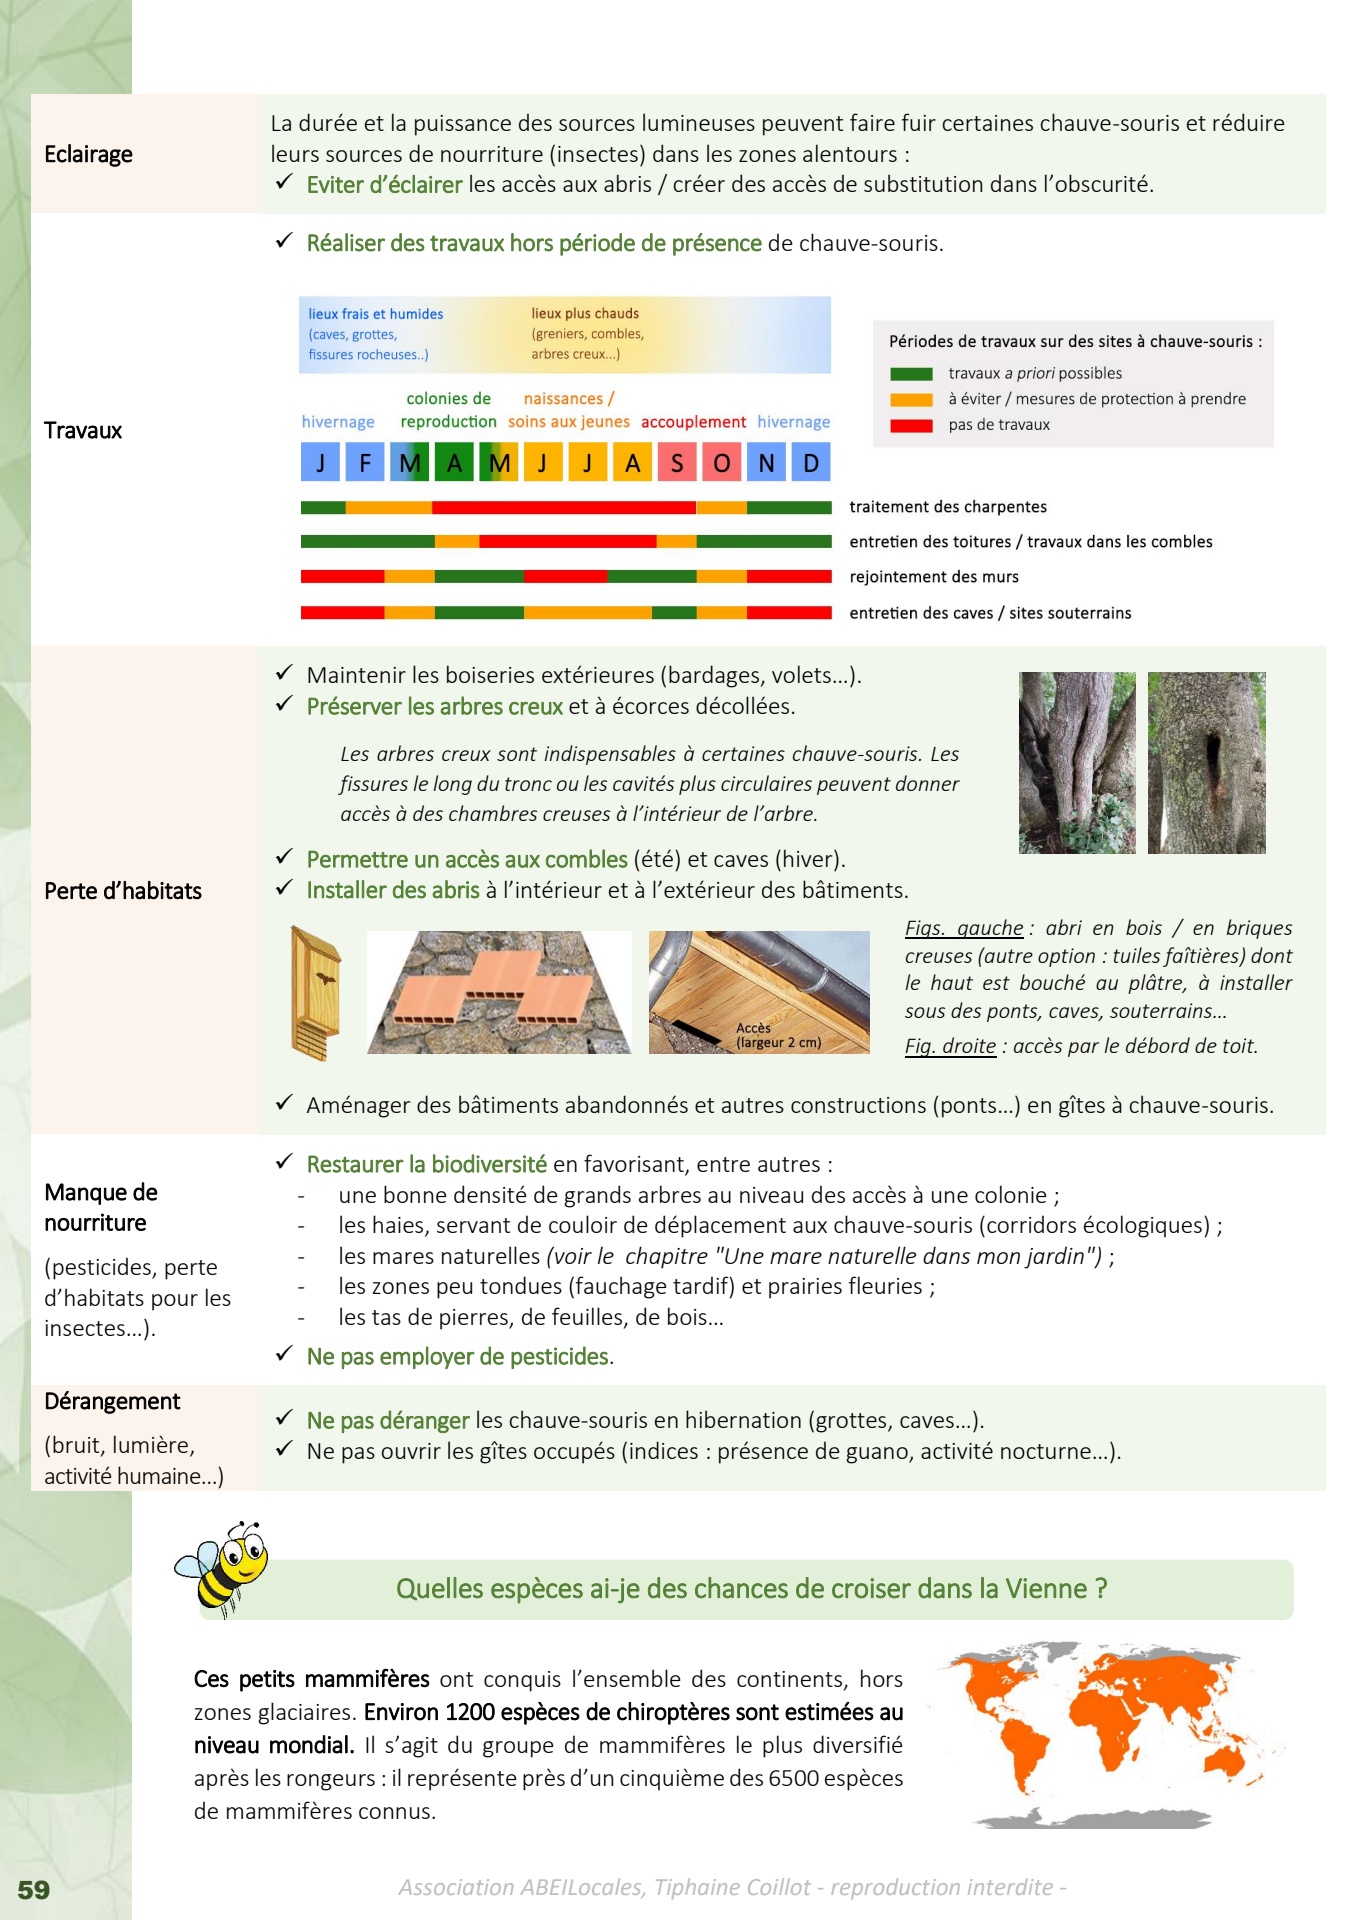 Eclairage
La durée et la puissance des sources lumineuses peuvent faire fuir certaines chauve-souris et réduire
leurs sources de nourriture (insectes) dans les zones alentours :
✓ Eviter d’éclairer les accès aux abris / créer des accès de substitution dans l’obscurité.
Travaux
✓ Réaliser des travaux hors période de présence de chauve-souris.
lieux frais et humides
(caves, grottes,
fissures rocheuses..)
lieux plus chauds
(greniers, combles,
arbres creux...)
Périodes de travaux sur des sites à chauve-souris :
travaux a priori possibles
à éviter / mesures de protection à prendre
pas de travaux
hivernage
colonies de
reproduction
naissances /
soins aux jeunes
accouplement
hivernage
J F M A M J J A S O N D
traitement des charpentes
entretien des toitures / travaux dans les combles
rejointement des murs
entretien des caves / sites souterrains
Perte d’habitats
✓ Maintenir les boiseries extérieures (bardages, volets…).
✓ Préserver les arbres creux et à écorces décollées.
Les arbres creux sont indispensables à certaines chauve-souris. Les
fissures le long du tronc ou les cavités plus circulaires peuvent donner
accès à des chambres creuses à l’intérieur de l’arbre.
✓ Permettre un accès aux combles (été) et caves (hiver).
✓ Installer des abris à l’intérieur et à l’extérieur des bâtiments.
Accès
(largeur 2 cm)
Figs. gauche : abri en bois / en briques
creuses (autre option : tuiles faîtières) dont
le haut est bouché au plâtre, à installer
sous des ponts, caves, souterrains…
Fig. droite : accès par le débord de toit.
✓ Aménager des bâtiments abandonnés et autres constructions (ponts…) en gîtes à chauve-souris.
Manque de
nourriture
(pesticides, perte
d’habitats pour les
insectes…).
✓ Restaurer la biodiversité en favorisant, entre autres :
- une bonne densité de grands arbres au niveau des accès à une colonie ;
- les haies, servant de couloir de déplacement aux chauve-souris (corridors écologiques) ;
- les mares naturelles (voir le chapitre "Une mare naturelle dans mon jardin") ;
- les zones peu tondues (fauchage tardif) et prairies fleuries ;
- les tas de pierres, de feuilles, de bois…
✓ Ne pas employer de pesticides.
Dérangement
(bruit, lumière,
activité humaine…)
✓ Ne pas déranger les chauve-souris en hibernation (grottes, caves…).
✓ Ne pas ouvrir les gîtes occupés (indices : présence de guano, activité nocturne…).
Quelles espèces ai-je des chances de croiser dans la Vienne ?
Ces petits mammifères ont conquis l’ensemble des continents, hors
zones glaciaires. Environ 1200 espèces de chiroptères sont estimées au
niveau mondial. Il s’agit du groupe de mammifères le plus diversifié
après les rongeurs : il représente près d’un cinquième des 6500 espèces
de mammifères connus.
59
Association ABEILocales, Tiphaine Coillot - reproduction interdite -